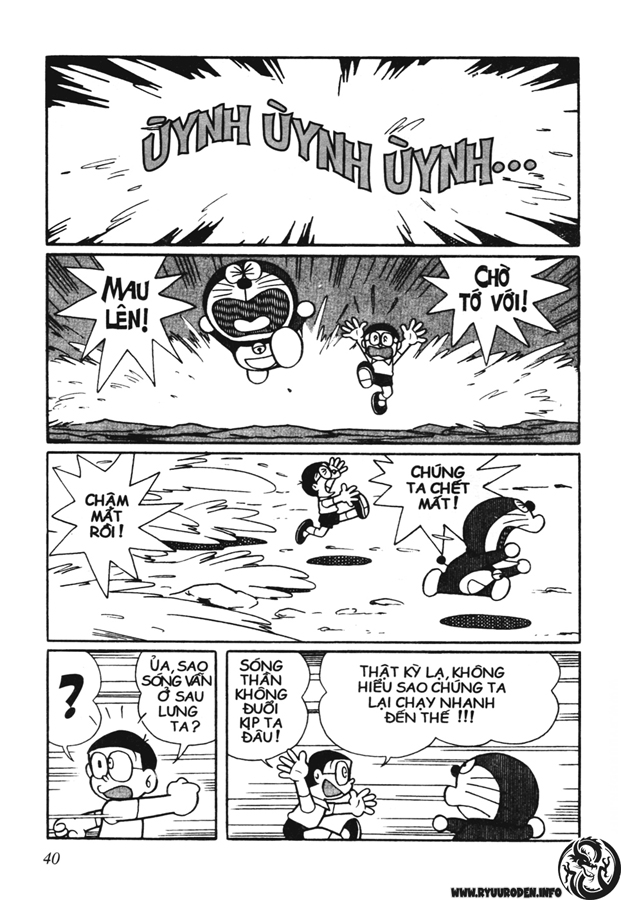 ÙYNH ÙYNH ÙYNH...
MAU
LÊN!
CHỜ
TỚ VỚI!
CHẬM
MẤT
RỒI!
CHÚNG
TA CHẾT
MẤT!
?
ỦA, SAO
SÓNG VẪN
Ở SAU
LƯNG
TA?
SÓNG
THẦN
KHÔNG
ĐUỔI
KỊP TA
ĐÂU!
THẬT KỲ LẠ, KHÔNG
HIỂU SAO CHÚNG TA
LẠI CHẠY NHANH
ĐẾN THẾ !!!
40
WWW.RYUURODEN.INFO